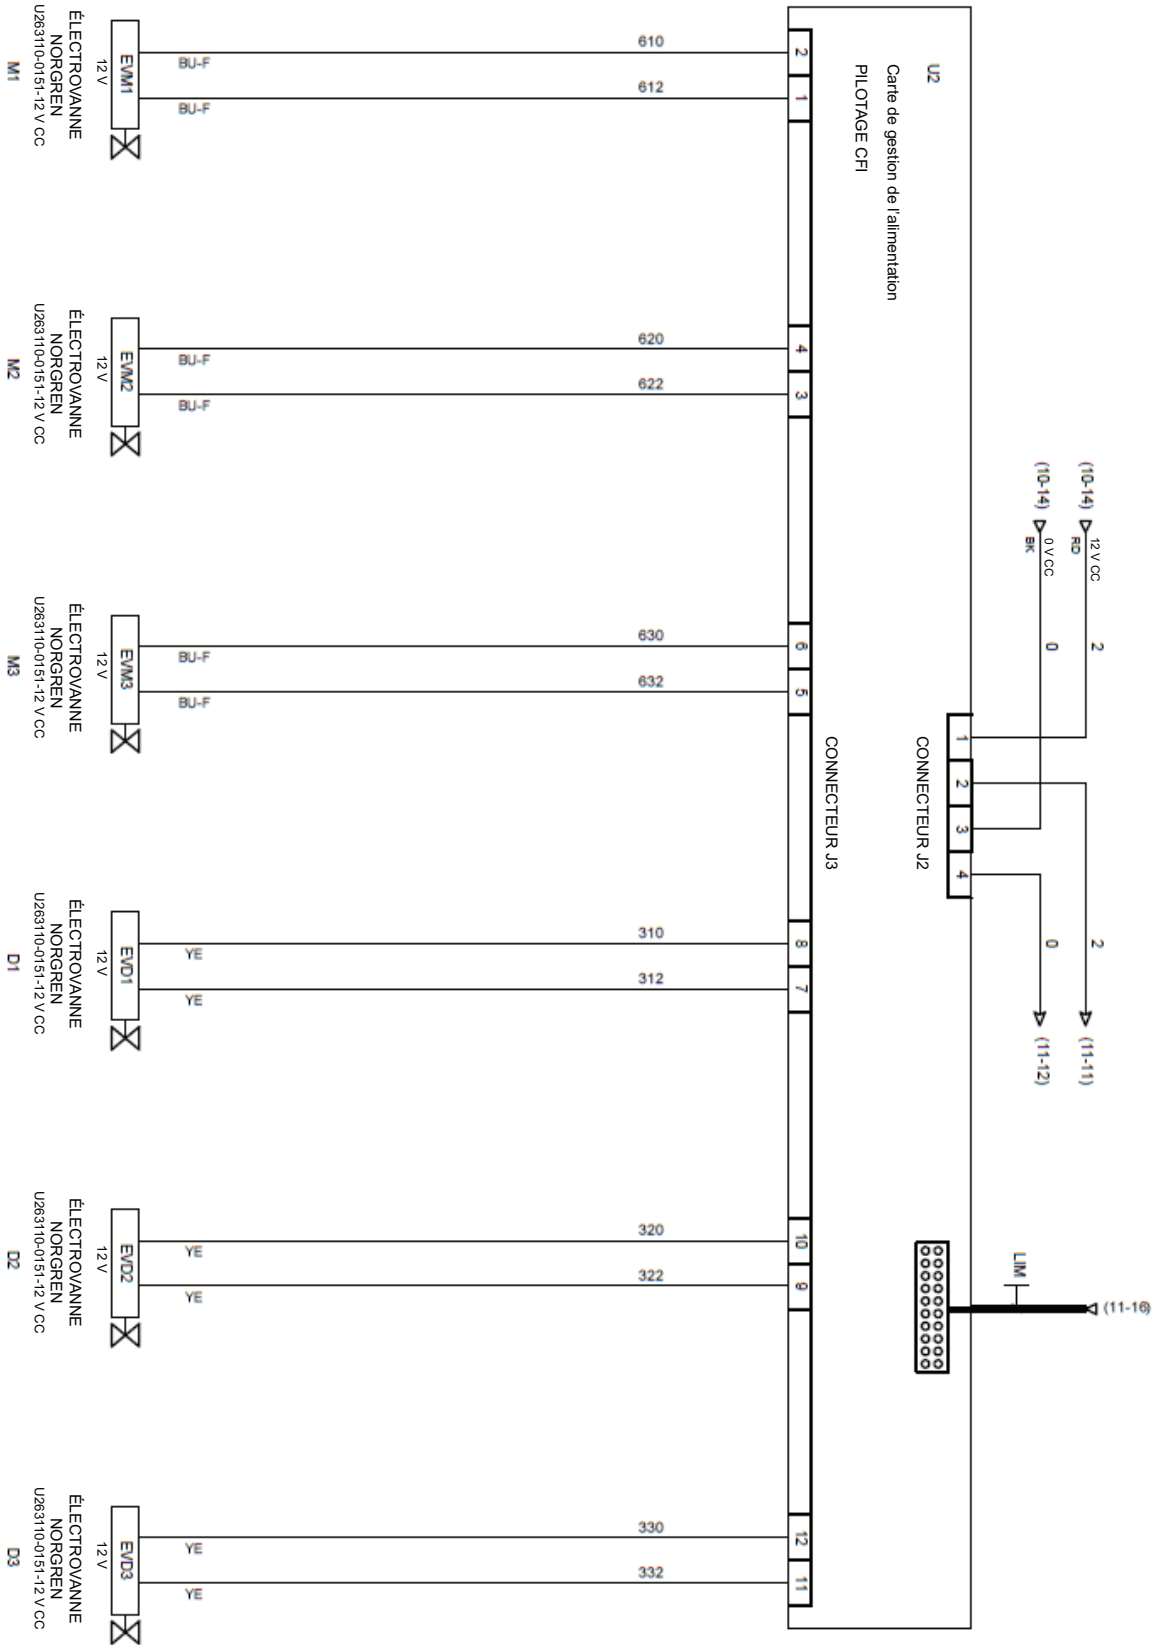 (10-14)
12 V CC
RD
2
2
(11-11)
(10-14)
0 V CC
BK
0
0
(11-12)
(11-16)
LIM
U2
Carte de gestion de l'alimentation
PILOTAGE CFI
CONNECTEUR J2
1
2
3
4
CONNECTEUR J3
2
1
4
3
6
5
8
7
10
9
12
11
610
612
620
622
630
632
310
312
320
322
330
332
BU-F
BU-F
BU-F
BU-F
BU-F
BU-F
YE
YE
YE
YE
YE
YE
EVM1
12 V
ÉLECTROVANNE
NORGREN
U263110-0151-12 V CC
M1
EVM2
12 V
ÉLECTROVANNE
NORGREN
U263110-0151-12 V CC
M2
EVM3
12 V
ÉLECTROVANNE
NORGREN
U263110-0151-12 V CC
M3
EVD1
12 V
ÉLECTROVANNE
NORGREN
U263110-0151-12 V CC
D1
EVD2
12 V
ÉLECTROVANNE
NORGREN
U263110-0151-12 V CC
D2
EVD3
12 V
ÉLECTROVANNE
NORGREN
U263110-0151-12 V CC
D3